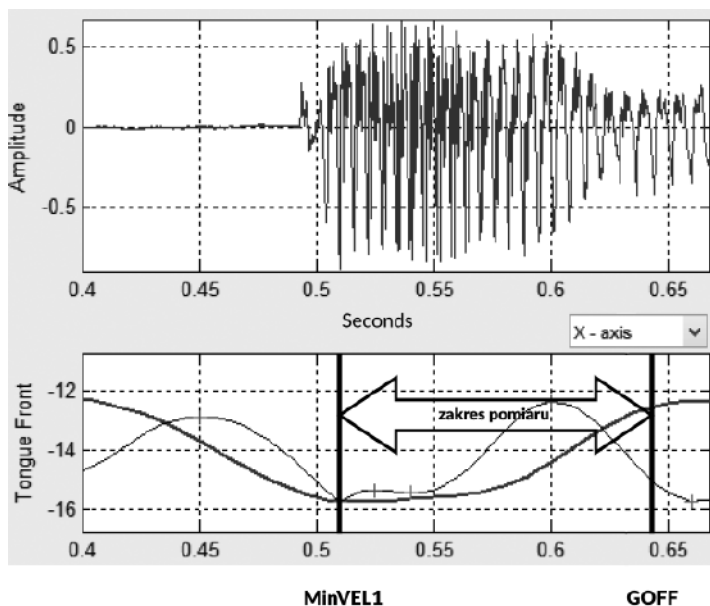 0.5
0
-0.5
Amplitude
0.4 0.45 0.5 0.55 0.6 0.65
Seconds
X - axis
-12
-14
-16
Tongue Front
zakres pomiaru
0.4 0.45 0.5 0.55 0.6 0.65
MinVEL1 GOFF